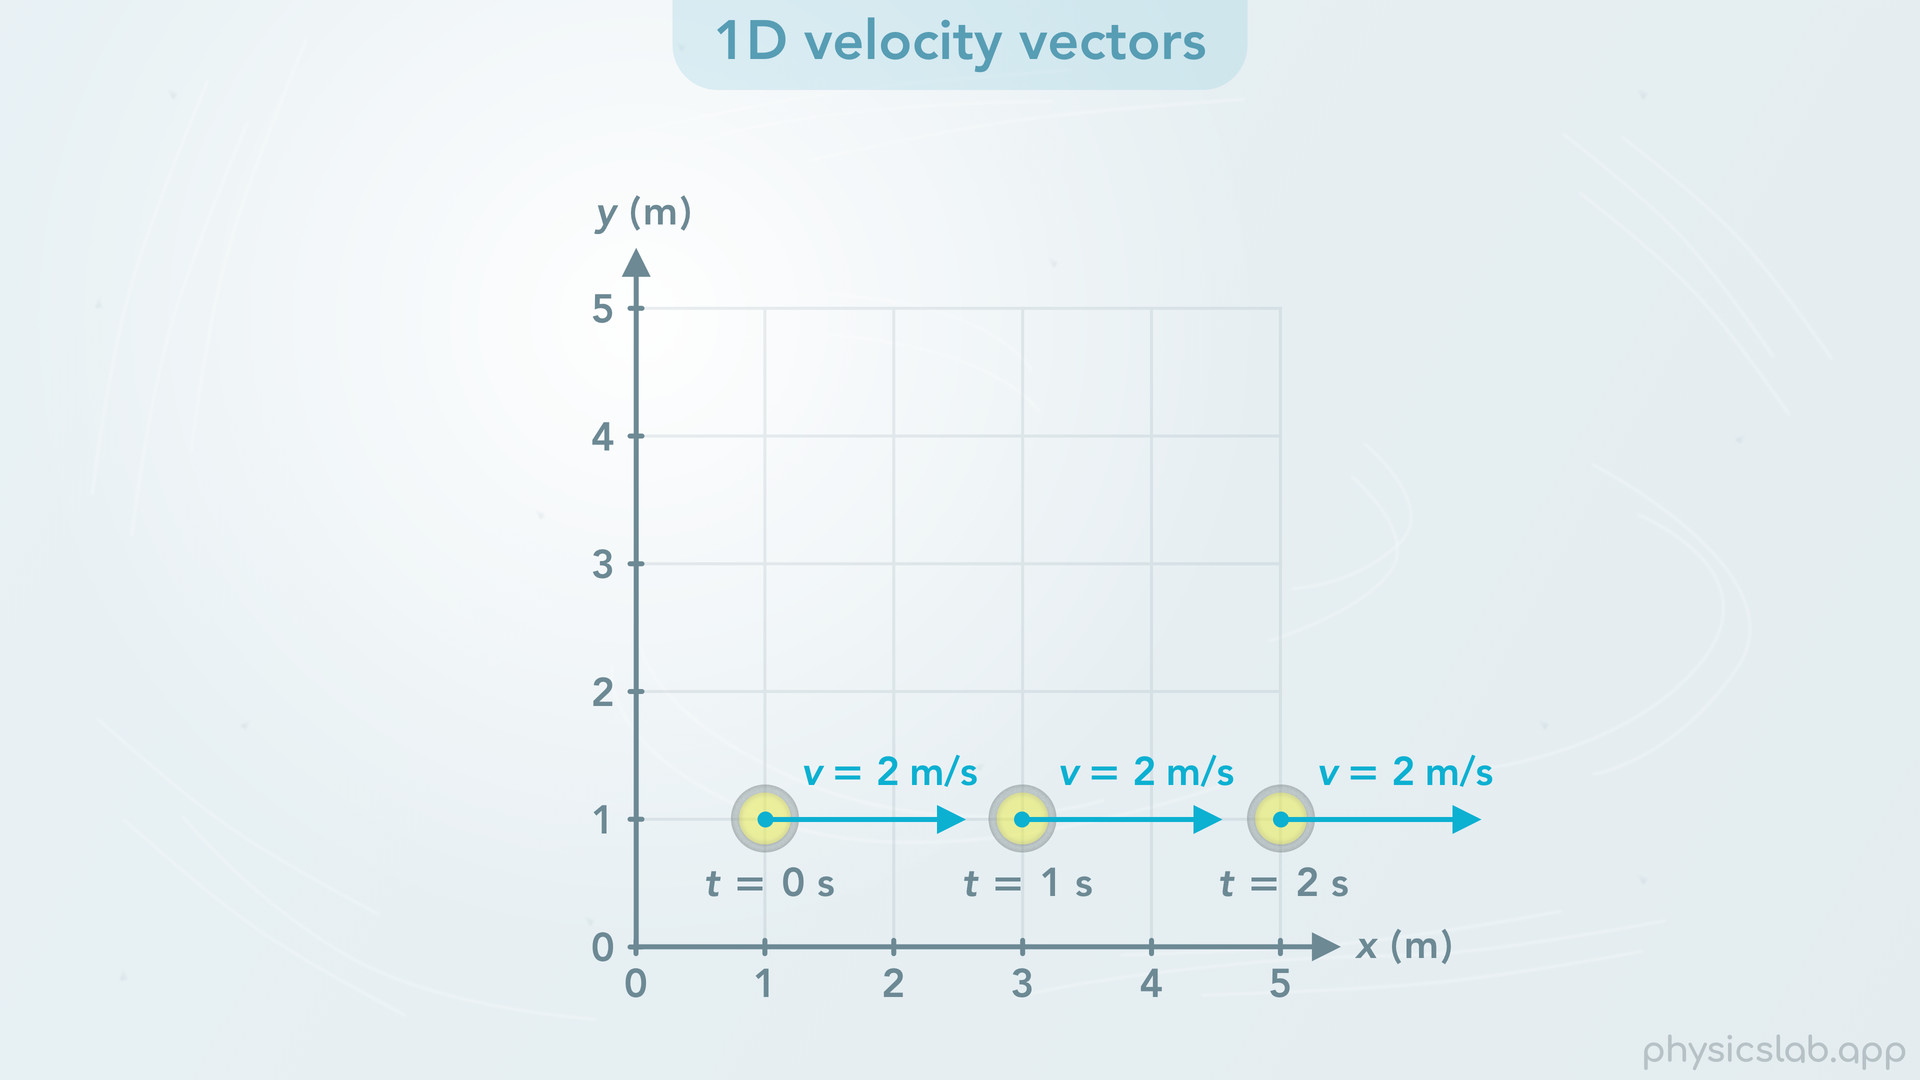 1D velocity vectors
y (m)
5
4
3
2
v = 2 m/s v = 2 m/s v = 2 m/s
1
t = 0 s t = 1 s t = 2 s
0
x (m)
0 1 2 3 4 5
physicslab.app